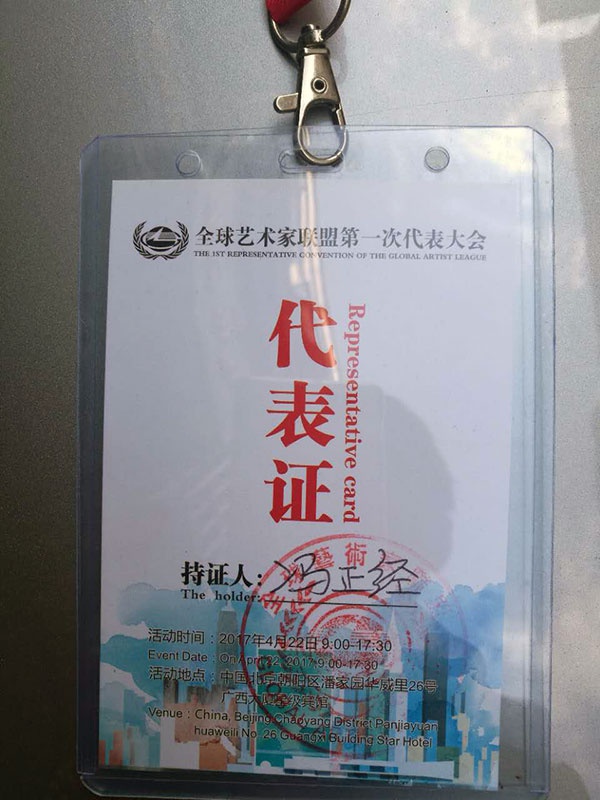 全球艺术家联盟第一次代表大会
THE 1ST REPRESENTATIVE CONVENTION OF THE GLOBAL ARTIST LEAGUE
代表证
Representative card
持证人：冯正经
The holder:
全球藝術
活动时间：2017年4月22日 9:00-17:30
Event Date：On April 22, 2017 9:00-17:30
活动地点：中国北京朝阳区潘家园华威里26号
广西大厦星级宾馆
Venue：China, Beijing Chaoyang District Panjiayuan
huaweili No. 26 Guangxi Building Star Hotel